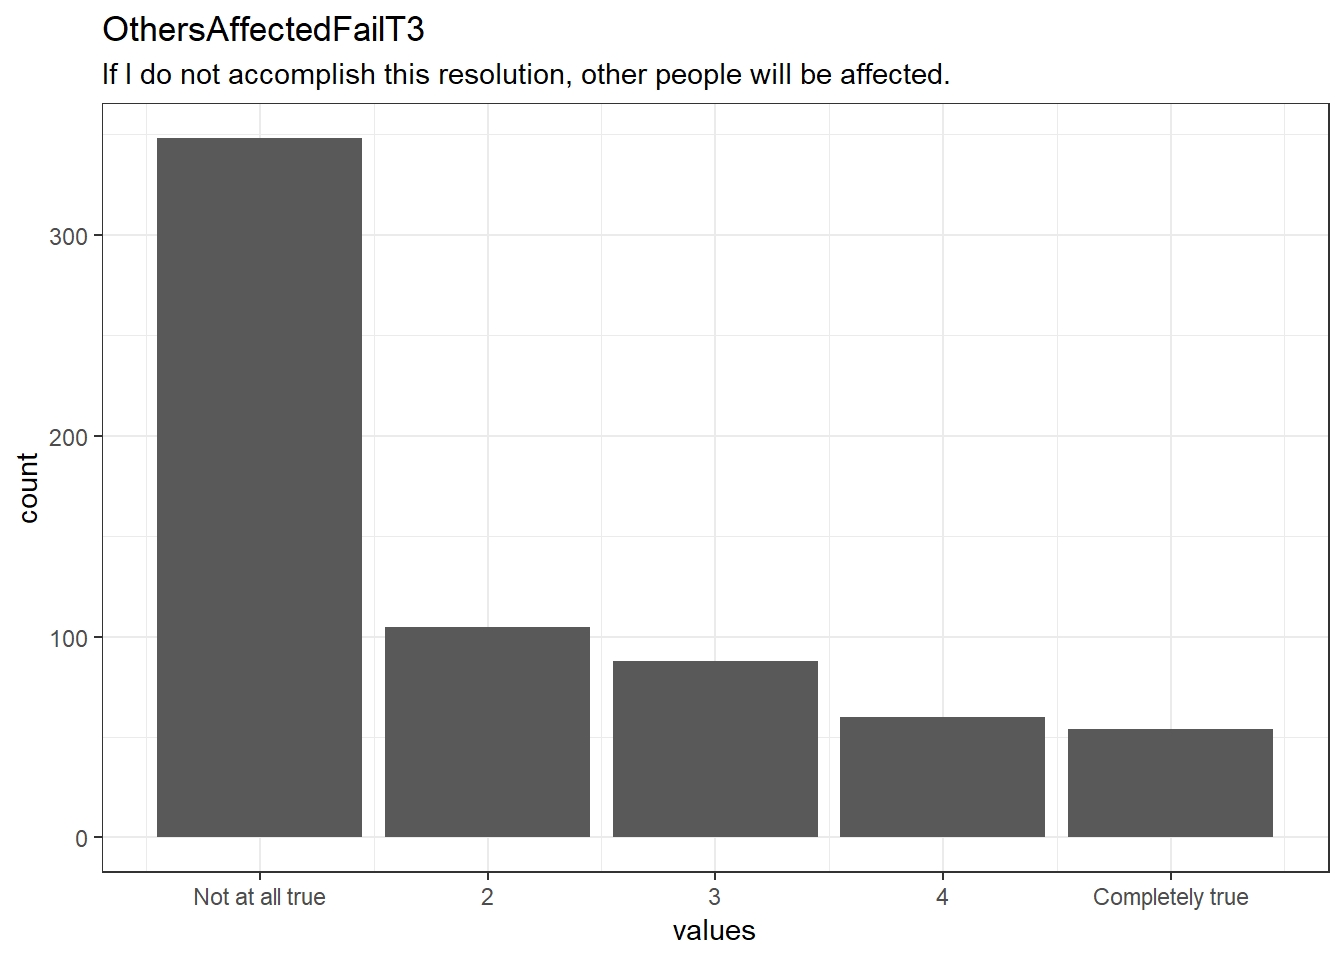 OthersAffectedFailT3
If I do not accomplish this resolution, other people will be affected.
300
200
100
0
count
Not at all true 2 3 4 Completely true
values